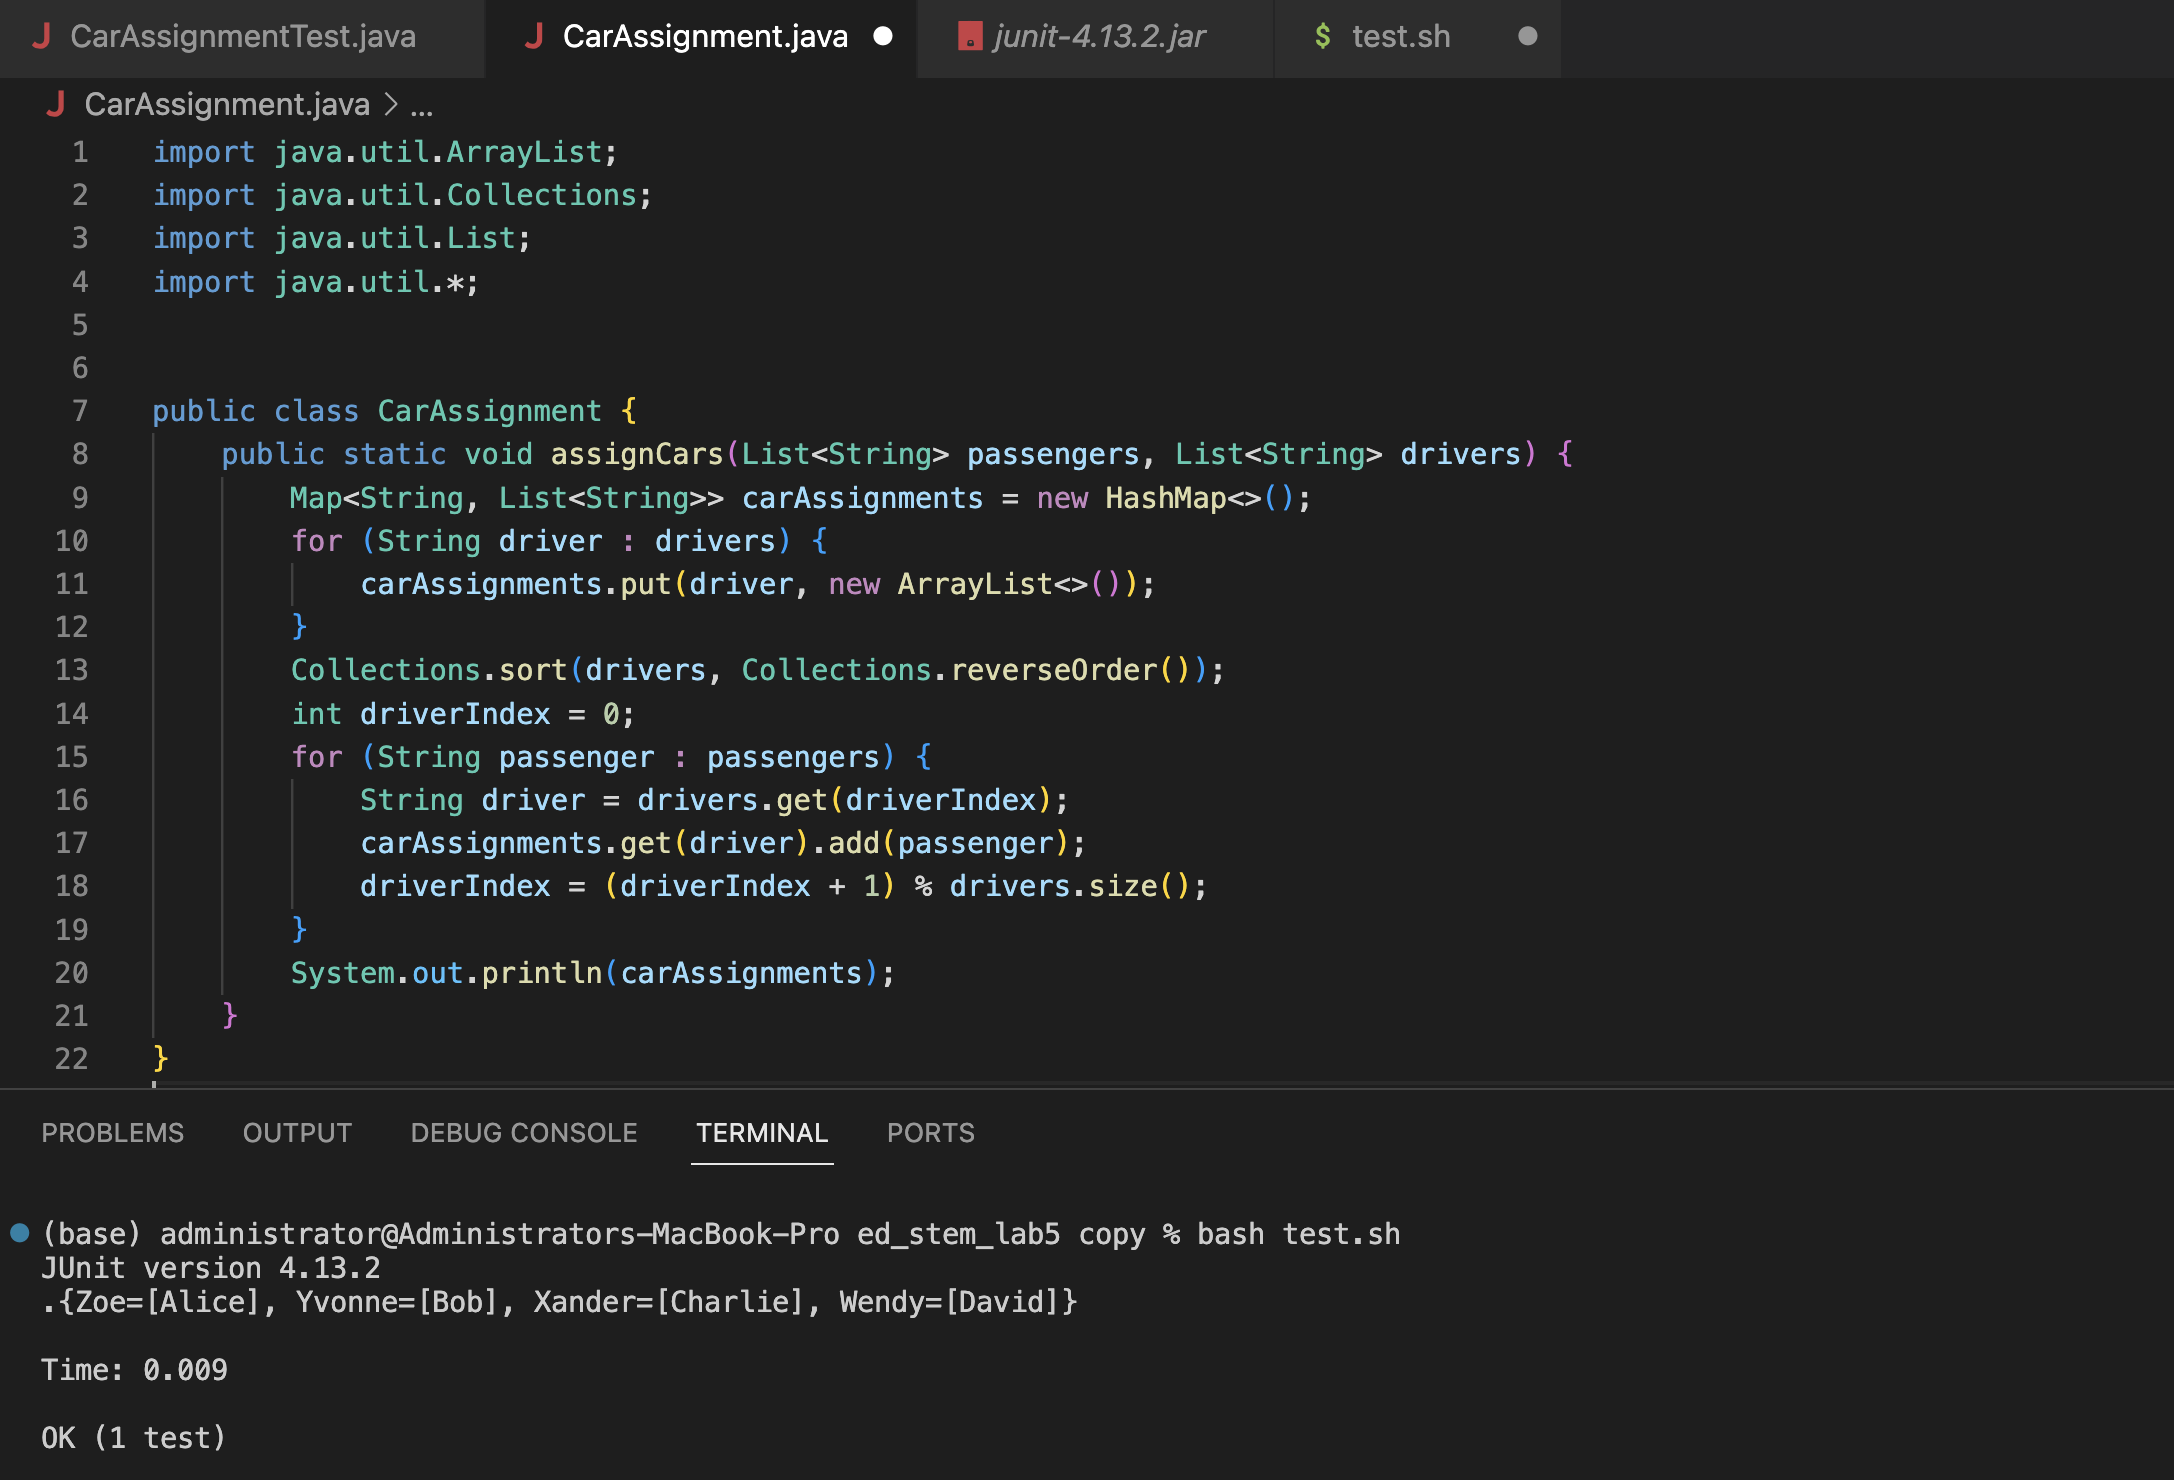 CarAssignmentTest.java CarAssignment.java junit-4.13.2.jar $ test.sh
CarAssignment.java > ...
1 import java.util.ArrayList;
2 import java.util.Collections;
3 import java.util.List;
4 import java.util.*;
5
6
7 public class CarAssignment {
8     public static void assignCars(List<String> passengers, List<String> drivers) {
9         Map<String, List<String>> carAssignments = new HashMap<>();
10         for (String driver : drivers) {
11             carAssignments.put(driver, new ArrayList<>());
12         }
13         Collections.sort(drivers, Collections.reverseOrder());
14         int driverIndex = 0;
15         for (String passenger : passengers) {
16             String driver = drivers.get(driverIndex);
17             carAssignments.get(driver).add(passenger);
18             driverIndex = (driverIndex + 1) % drivers.size();
19         }
20         System.out.println(carAssignments);
21     }
22 }
PROBLEMS OUTPUT DEBUG CONSOLE TERMINAL PORTS
(base) administrator@Administrators-MacBook-Pro ed_stem_lab5 copy % bash test.sh
JUnit version 4.13.2
.{Zoe=[Alice], Yvonne=[Bob], Xander=[Charlie], Wendy=[David]}
Time: 0.009
OK (1 test)